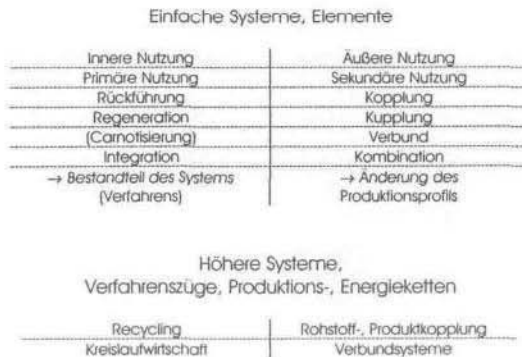 Einfache Systeme, Elemente
Innere Nutzung Äußere Nutzung
Primäre Nutzung Sekundäre Nutzung
Rückführung Kopplung
Regeneration Kupplung
(Carnotisierung) Verbund
Integration Kombination
→ Bestandteil des Systems → Änderung des
(Verfahrens) Produktionsprofils
Höhere Systeme,
Verfahrenszüge, Produktions-, Energieketten
Recycling Rohstoff-, Produktkopplung
Kreislaufwirtschaft Verbundsysteme